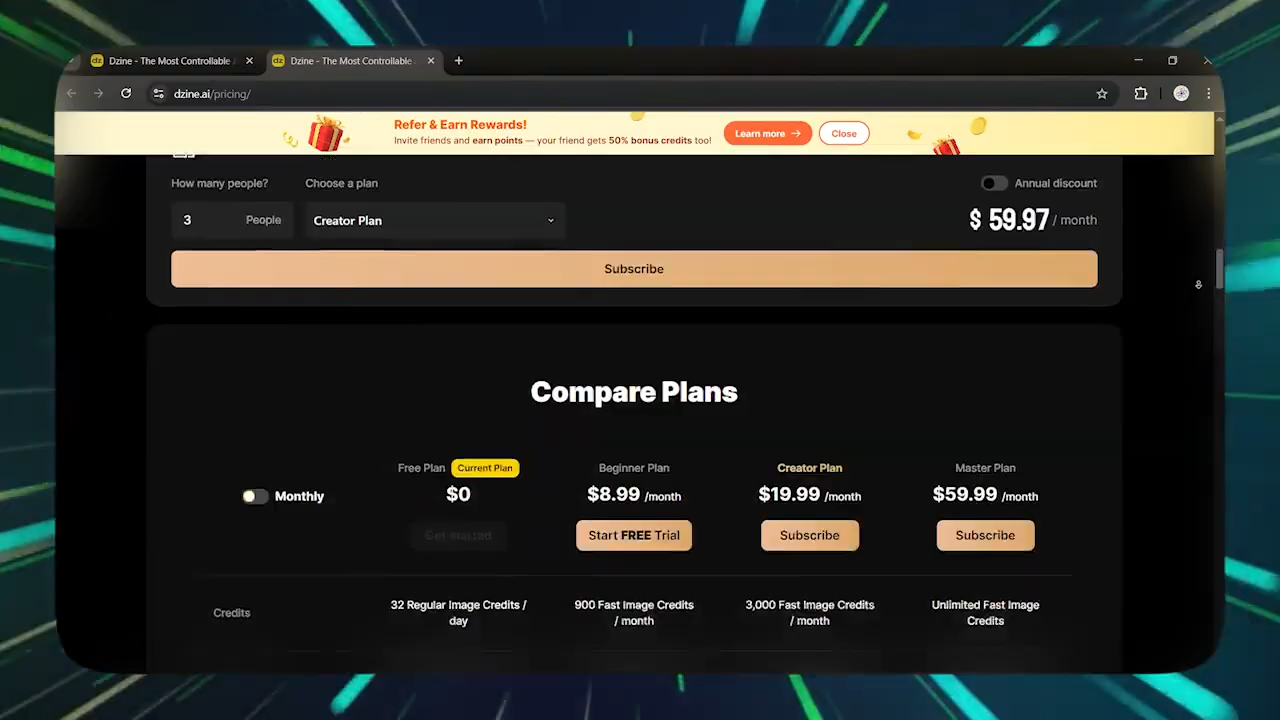 Dzine - The Most Controllable
Dzine - The Most Controllable
dzine.ai/pricing/
Refer & Earn Rewards!
Invite friends and earn points — your friend gets 50% bonus credits too!
Learn more
Close
How many people?
Choose a plan
Annual discount
3 People
Creator Plan
$ 59.97 / month
Subscribe
Compare Plans
Free Plan Current Plan
Beginner Plan
Creator Plan
Master Plan
Monthly
$0
$8.99 /month
$19.99 /month
$59.99 /month
Get started
Start FREE Trial
Subscribe
Subscribe
Credits
32 Regular Image Credits /
day
900 Fast Image Credits
/ month
3,000 Fast Image Credits
/ month
Unlimited Fast Image
Credits